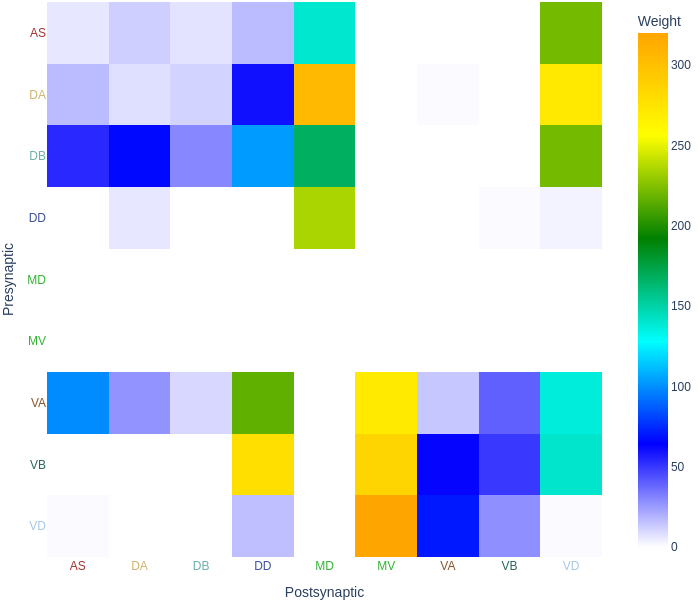 Weight
AS
DA
DB
DD
MD
MV
VA
VB
VD
Presynaptic
300
250
200
150
100
50
0
AS DA DB DD MD MV VA VB VD
Postsynaptic